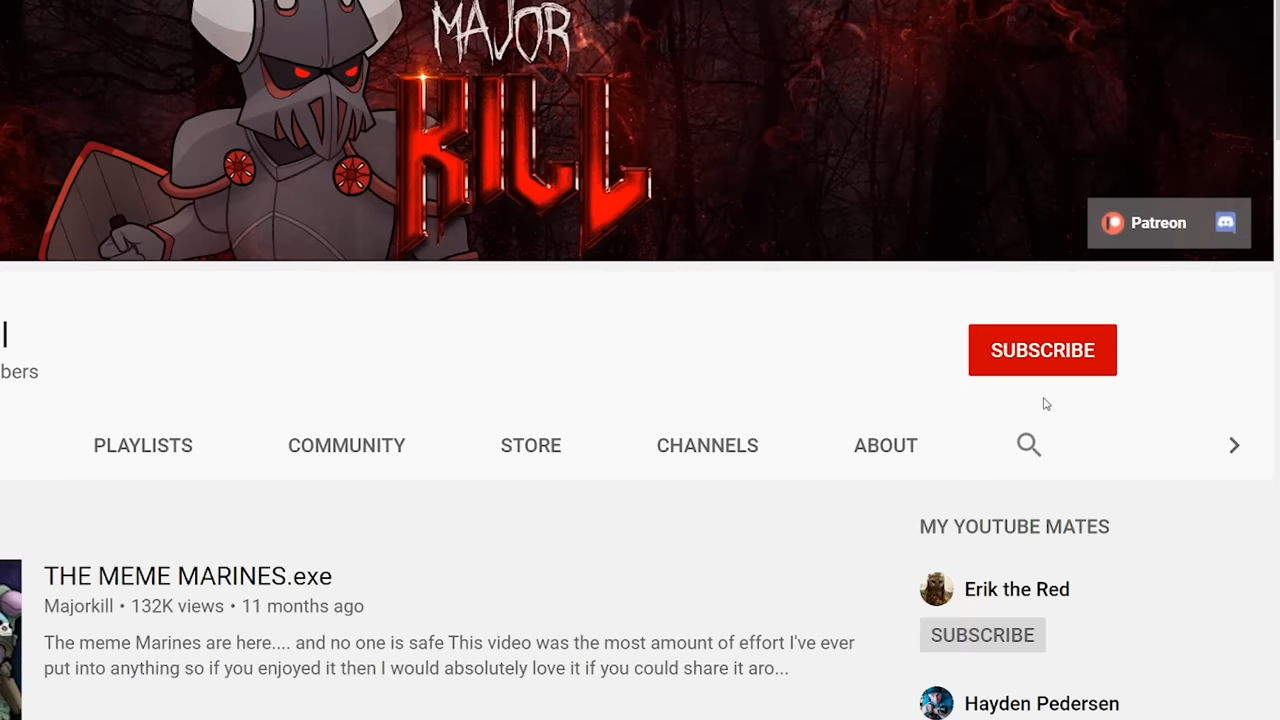 MAJOR
KILL
Patreon
l
bers
SUBSCRIBE
PLAYLISTS
COMMUNITY
STORE
CHANNELS
ABOUT
THE MEME MARINES.exe
Majorkill • 132K views • 11 months ago
The meme Marines are here.... and no one is safe This video was the most amount of effort I've ever
put into anything so if you enjoyed it then I would absolutely love it if you could share it aro...
MY YOUTUBE MATES
Erik the Red
SUBSCRIBE
Hayden Pedersen